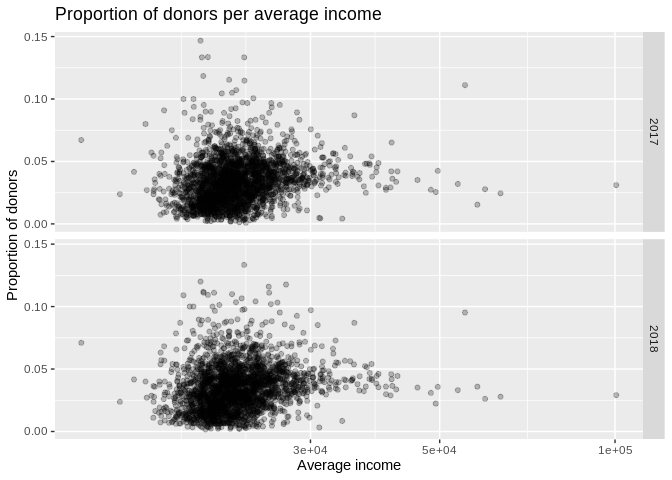 Proportion of donors per average income
Proportion of donors
0.15
0.10
0.05
0.00
2017
0.15
0.10
0.05
0.00
2018
3e+04
5e+04
1e+05
Average income